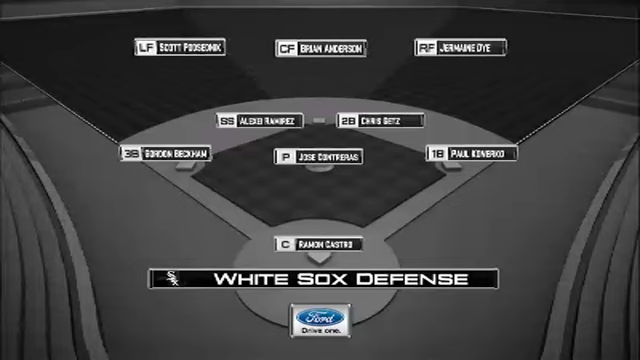 LF SCOTT PODSEDNIK
CF BRIAN ANDERSON
RF JERMAINE DYE
SS ALEXEI RAMIREZ
2B CHRIS GETZ
3B GORDON BECKHAM
P JOSE CONTRERAS
1B PAUL KONERKO
C RAMON CASTRO
SOX WHITE SOX DEFENSE
Ford
Drive one.